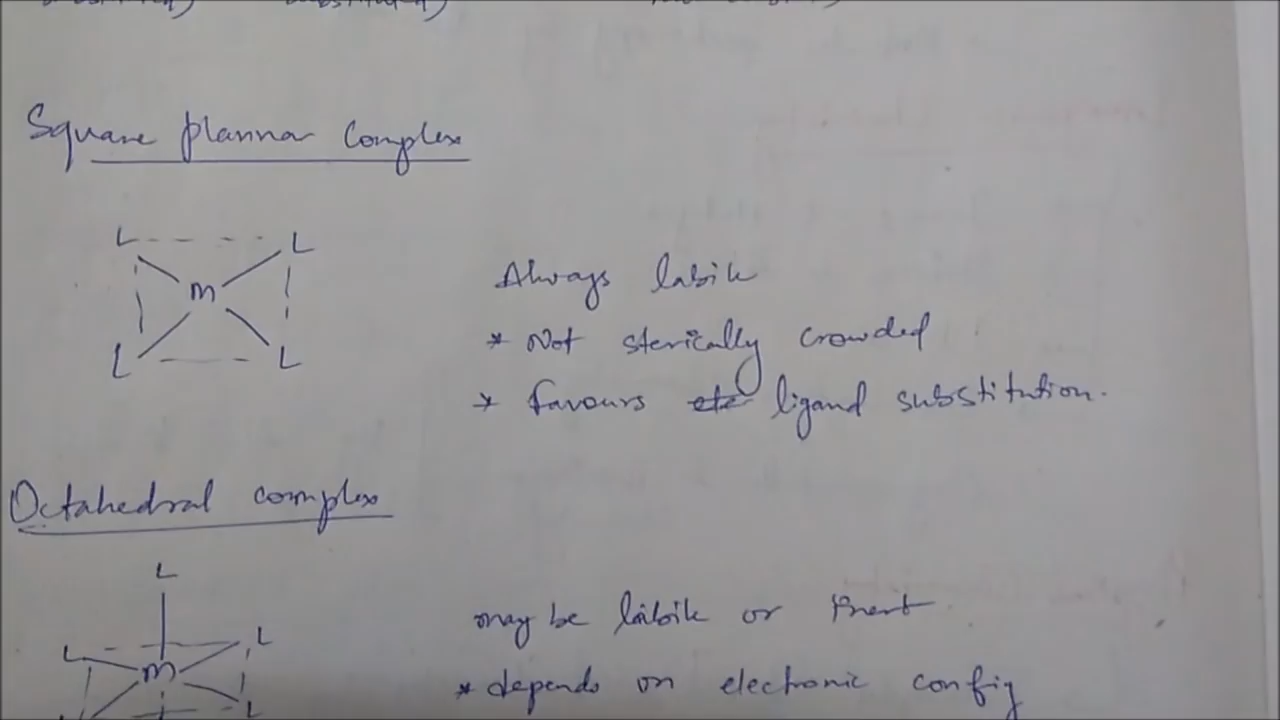 Square plannar complex
L L
M
L L
Always labile
* Not sterically crowded
* favours ligand substitution.
Octahedral complex
L
L L
M
L
may be labile or inert
* depends on electronic config